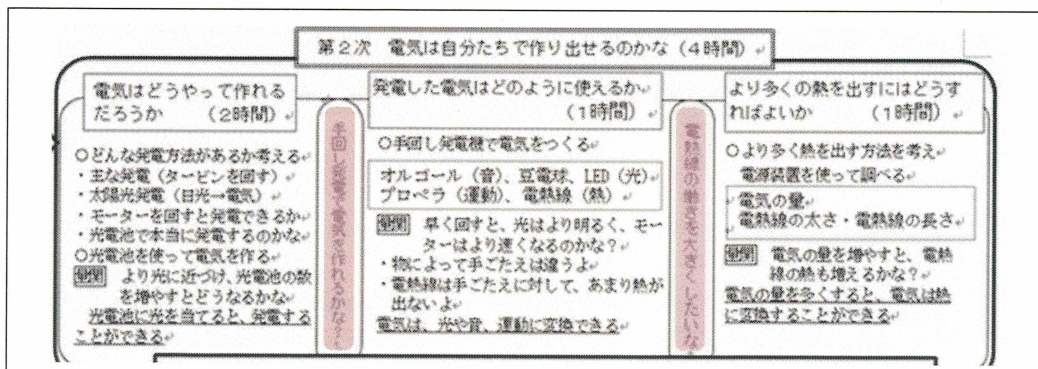 第2次 電気は自分たちで作り出せるのかな（4時間）
電気はどうやって作れる
だろうか （2時間）
○どんな発電方法があるか考える
・主な発電（タービンを回す）
・太陽光発電（日光→電気）
・モーターを回すと発電できるか
・光電池で本当に発電するのかな
○光電池を使って電気を作る
より光に近づけ、光電池の数
を増やすとどうなるかな
光電池に光を当てると、発電する
ことができる
手回し発電で電気を作れるかな？
発電した電気はどのように使えるか
（1時間）
○手回し発電機で電気をつくる
オルゴール（音）、豆電球、LED（光）
プロペラ（運動）、電熱線（熱）
早く回すと、光はより明るく、モー
ターはより速くなるのかな？
・物によって手ごたえは違うよ
・電熱線は手ごたえに対して、あまり熱が
出ないよ
電気は、光や音、運動に変換できる
電熱線の働きを大きくしたいな
より多くの熱を出すにはどうす
ればよいか （1時間）
○より多く熱を出す方法を考え
電源装置を使って調べる
電気の量
電熱線の太さ・電熱線の長さ
電気の量を増やすと、電熱
線の熱も増えるかな？
電気の量を多くすると、電気は熱
に変換することができる